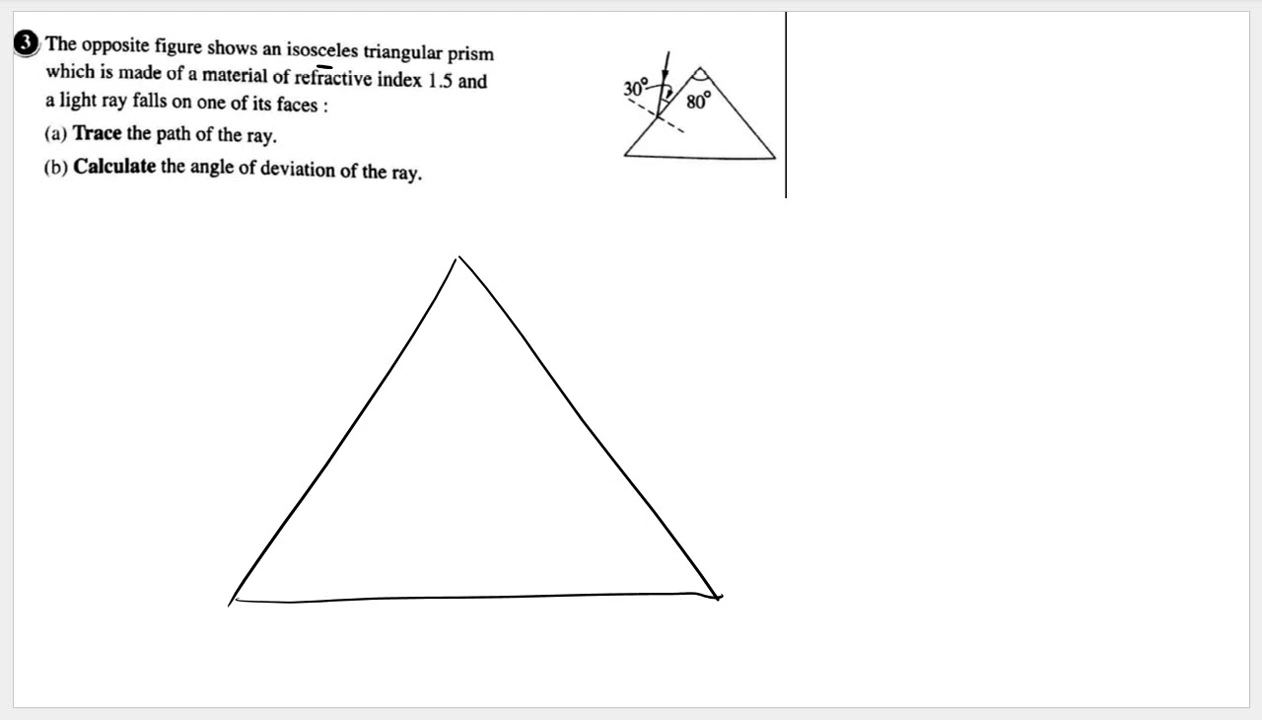 3 The opposite figure shows an isosceles triangular prism
which is made of a material of refractive index 1.5 and
a light ray falls on one of its faces :
(a) Trace the path of the ray.
(b) Calculate the angle of deviation of the ray.
30°
80°